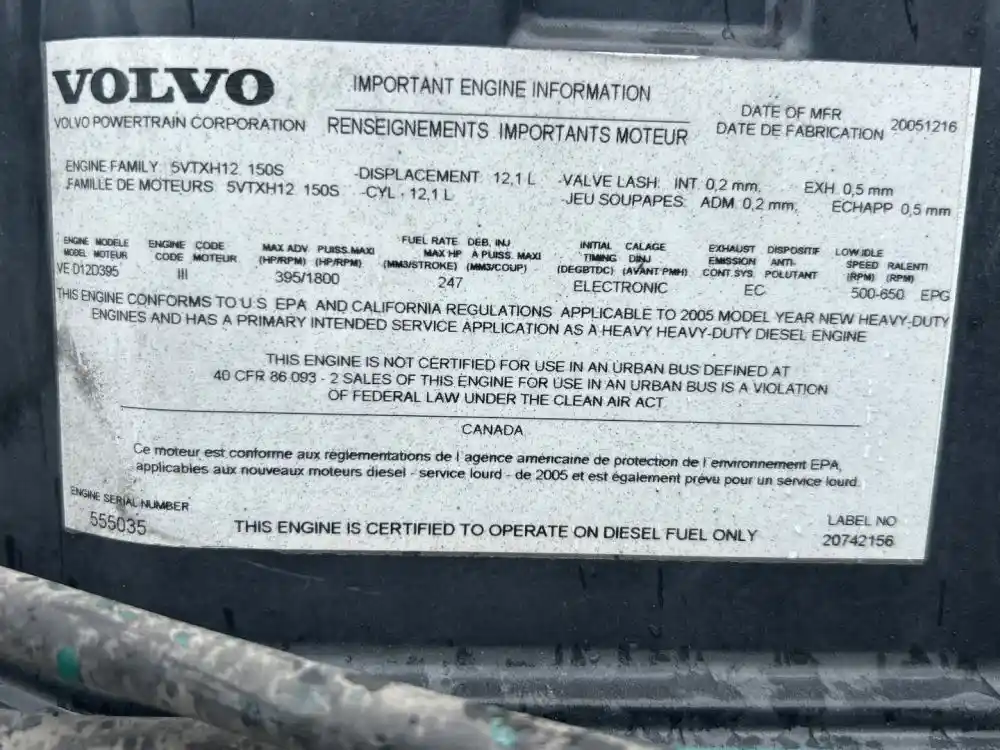 VOLVO
VOLVO POWERTRAIN CORPORATION
IMPORTANT ENGINE INFORMATION
RENSEIGNEMENTS IMPORTANTS MOTEUR
DATE OF MFR
DATE DE FABRICATION 20051216
ENGINE FAMILY: 5VTXH12 150S -DISPLACEMENT: 12,1 L -VALVE LASH: INT 0,2 mm, EXH. 0,5 mm
FAMILLE DE MOTEURS 5VTXH12 150S -CYL - 12,1 L -JEU SOUPAPES: ADM 0,2 mm, ECHAPP 0,5 mm
ENGINE MODELE ENGINE CODE MAX ADV PUISS.MAXI FUEL RATE DEB. INJ INITIAL CALAGE EXHAUST DISPOSITIF LOW.IDLE
MODEL MOTEUR CODE MOTEUR (HP/RPM) (HP/RPM) MAX HP A PUISS. MAXI TIMING DINJ EMISSION ANTI- SPEED RALENTI
(MM3/STROKE) (MM3/COUP) (DEGBTDC) (AVANT PMH) CONT.SYS. POLUTANT (RPM) (RPM)
VE D12D395 III 395/1800 247 ELECTRONIC EC 500-650 EPG
THIS ENGINE CONFORMS TO U.S. EPA AND CALIFORNIA REGULATIONS APPLICABLE TO 2005 MODEL YEAR NEW HEAVY-DUTY
ENGINES AND HAS A PRIMARY INTENDED SERVICE APPLICATION AS A HEAVY HEAVY-DUTY DIESEL ENGINE
THIS ENGINE IS NOT CERTIFIED FOR USE IN AN URBAN BUS DEFINED AT
40 CFR 86 093 - 2 SALES OF THIS ENGINE FOR USE IN AN URBAN BUS IS A VIOLATION
OF FEDERAL LAW UNDER THE CLEAN AIR ACT
CANADA
Ce moteur est conforme aux réglementations de l'agence américaine de protection de l'environnement EPA,
applicables aux nouveaux moteurs diesel - service lourd - de 2005 et est également prévu pour un service lourd.
ENGINE SERIAL NUMBER
555035
THIS ENGINE IS CERTIFIED TO OPERATE ON DIESEL FUEL ONLY
LABEL NO
20742156